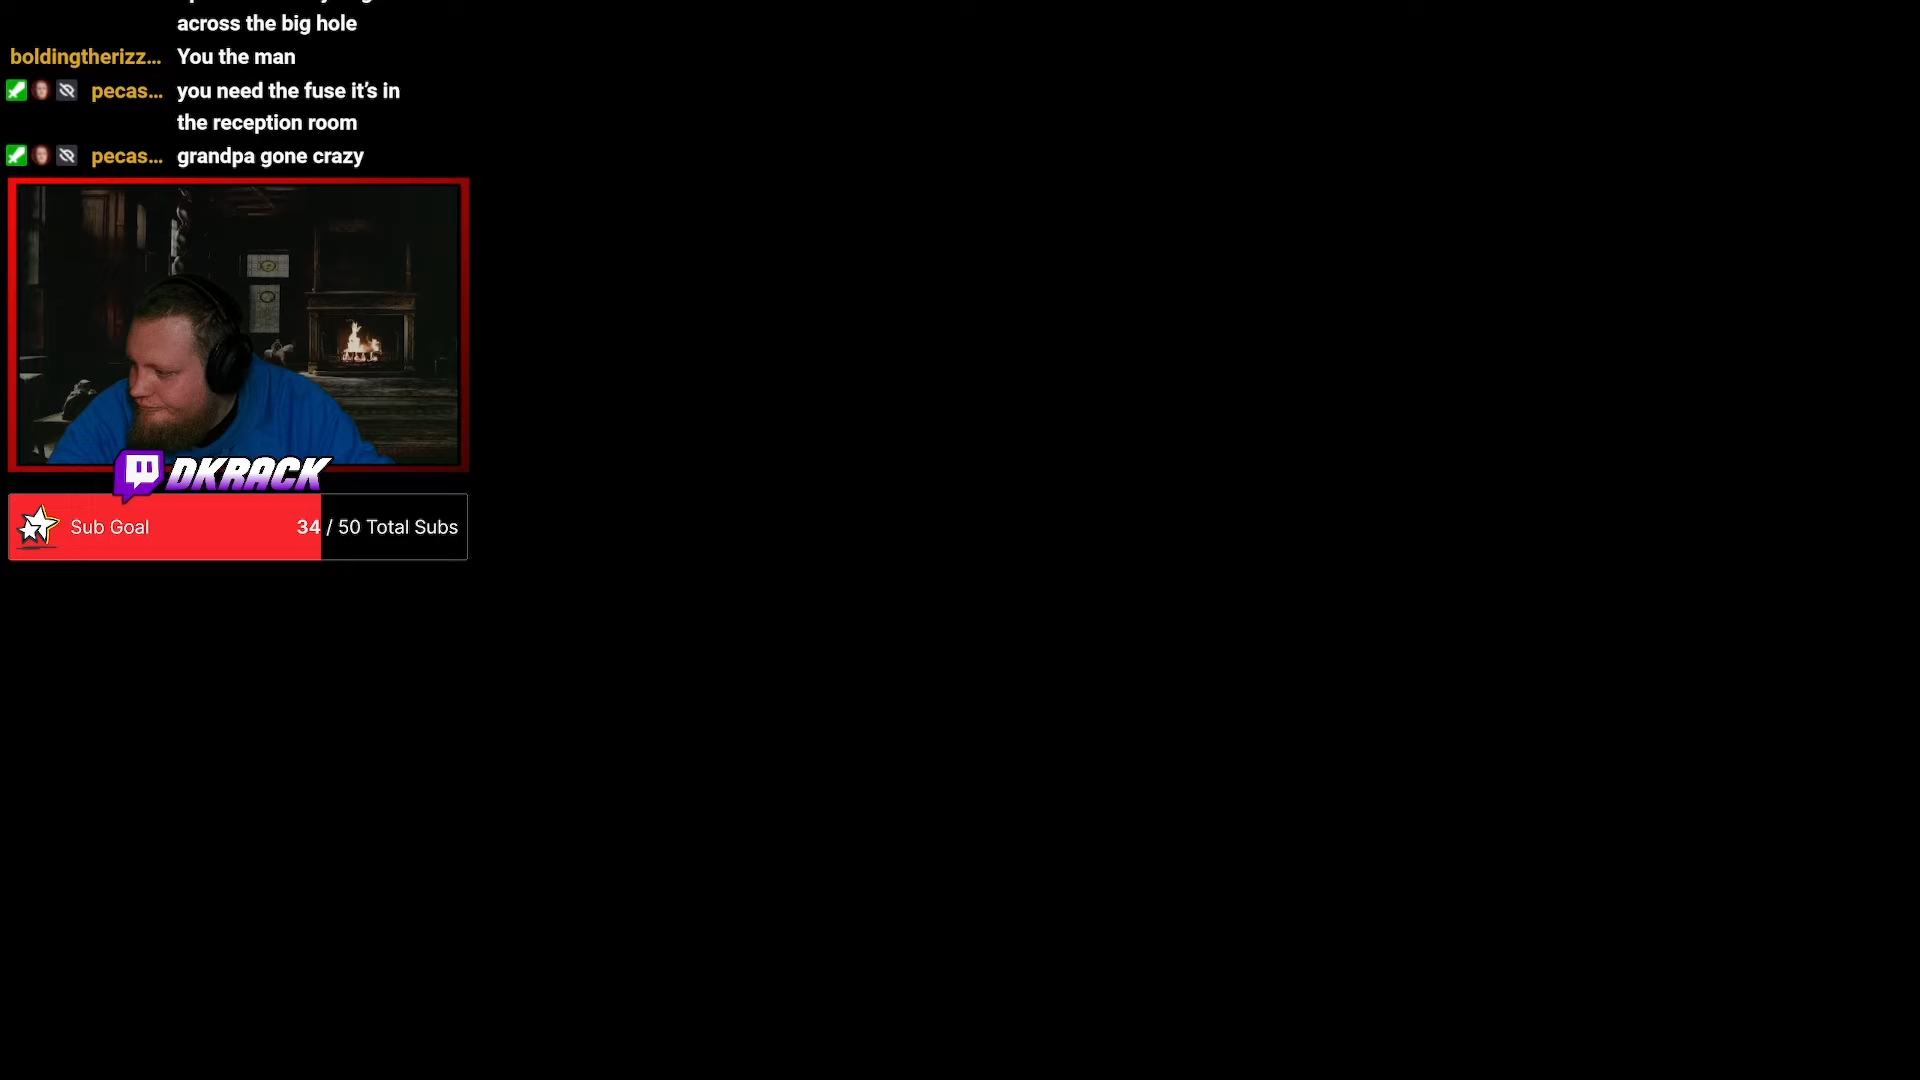 across the big hole
boldingtherizz... You the man
pecas... you need the fuse it's in
the reception room
pecas... grandpa gone crazy
DKRACK
Sub Goal 34 / 50 Total Subs